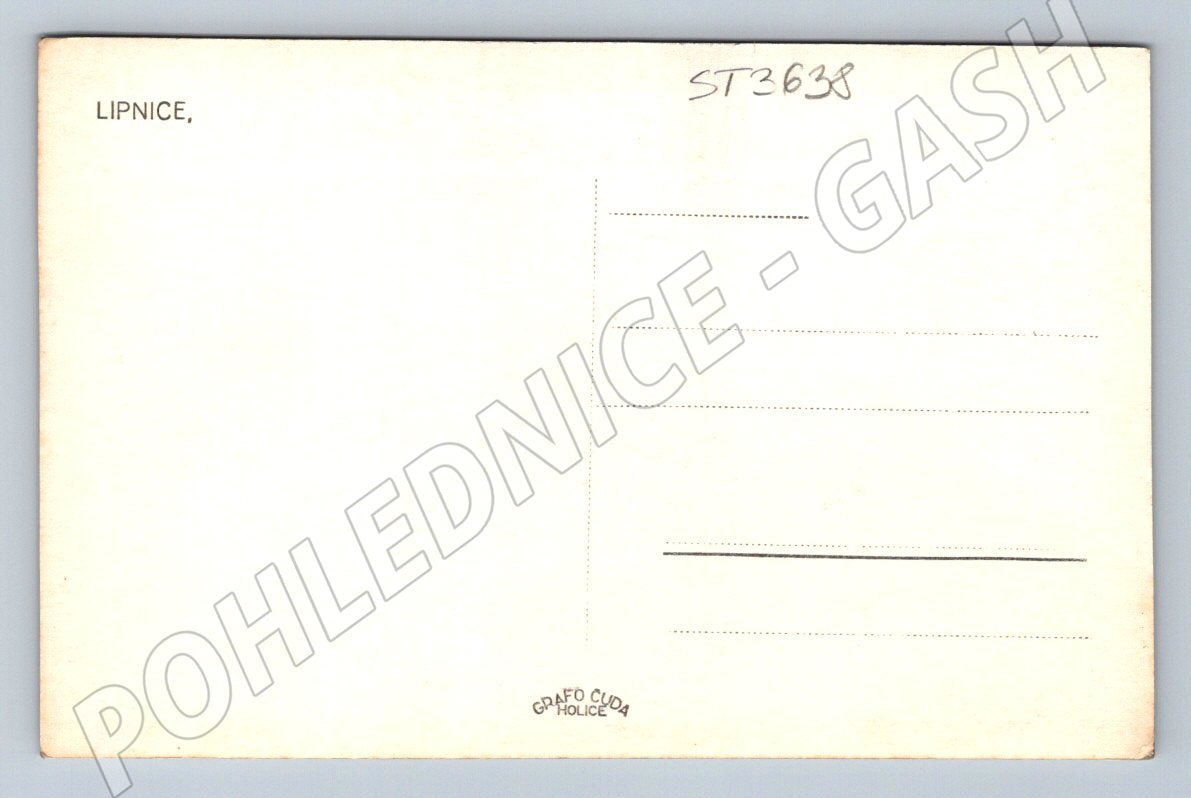 ST3638
LIPNICE,
POHLEDNICE - GASH
GRAFO ČUDA
HOLICE